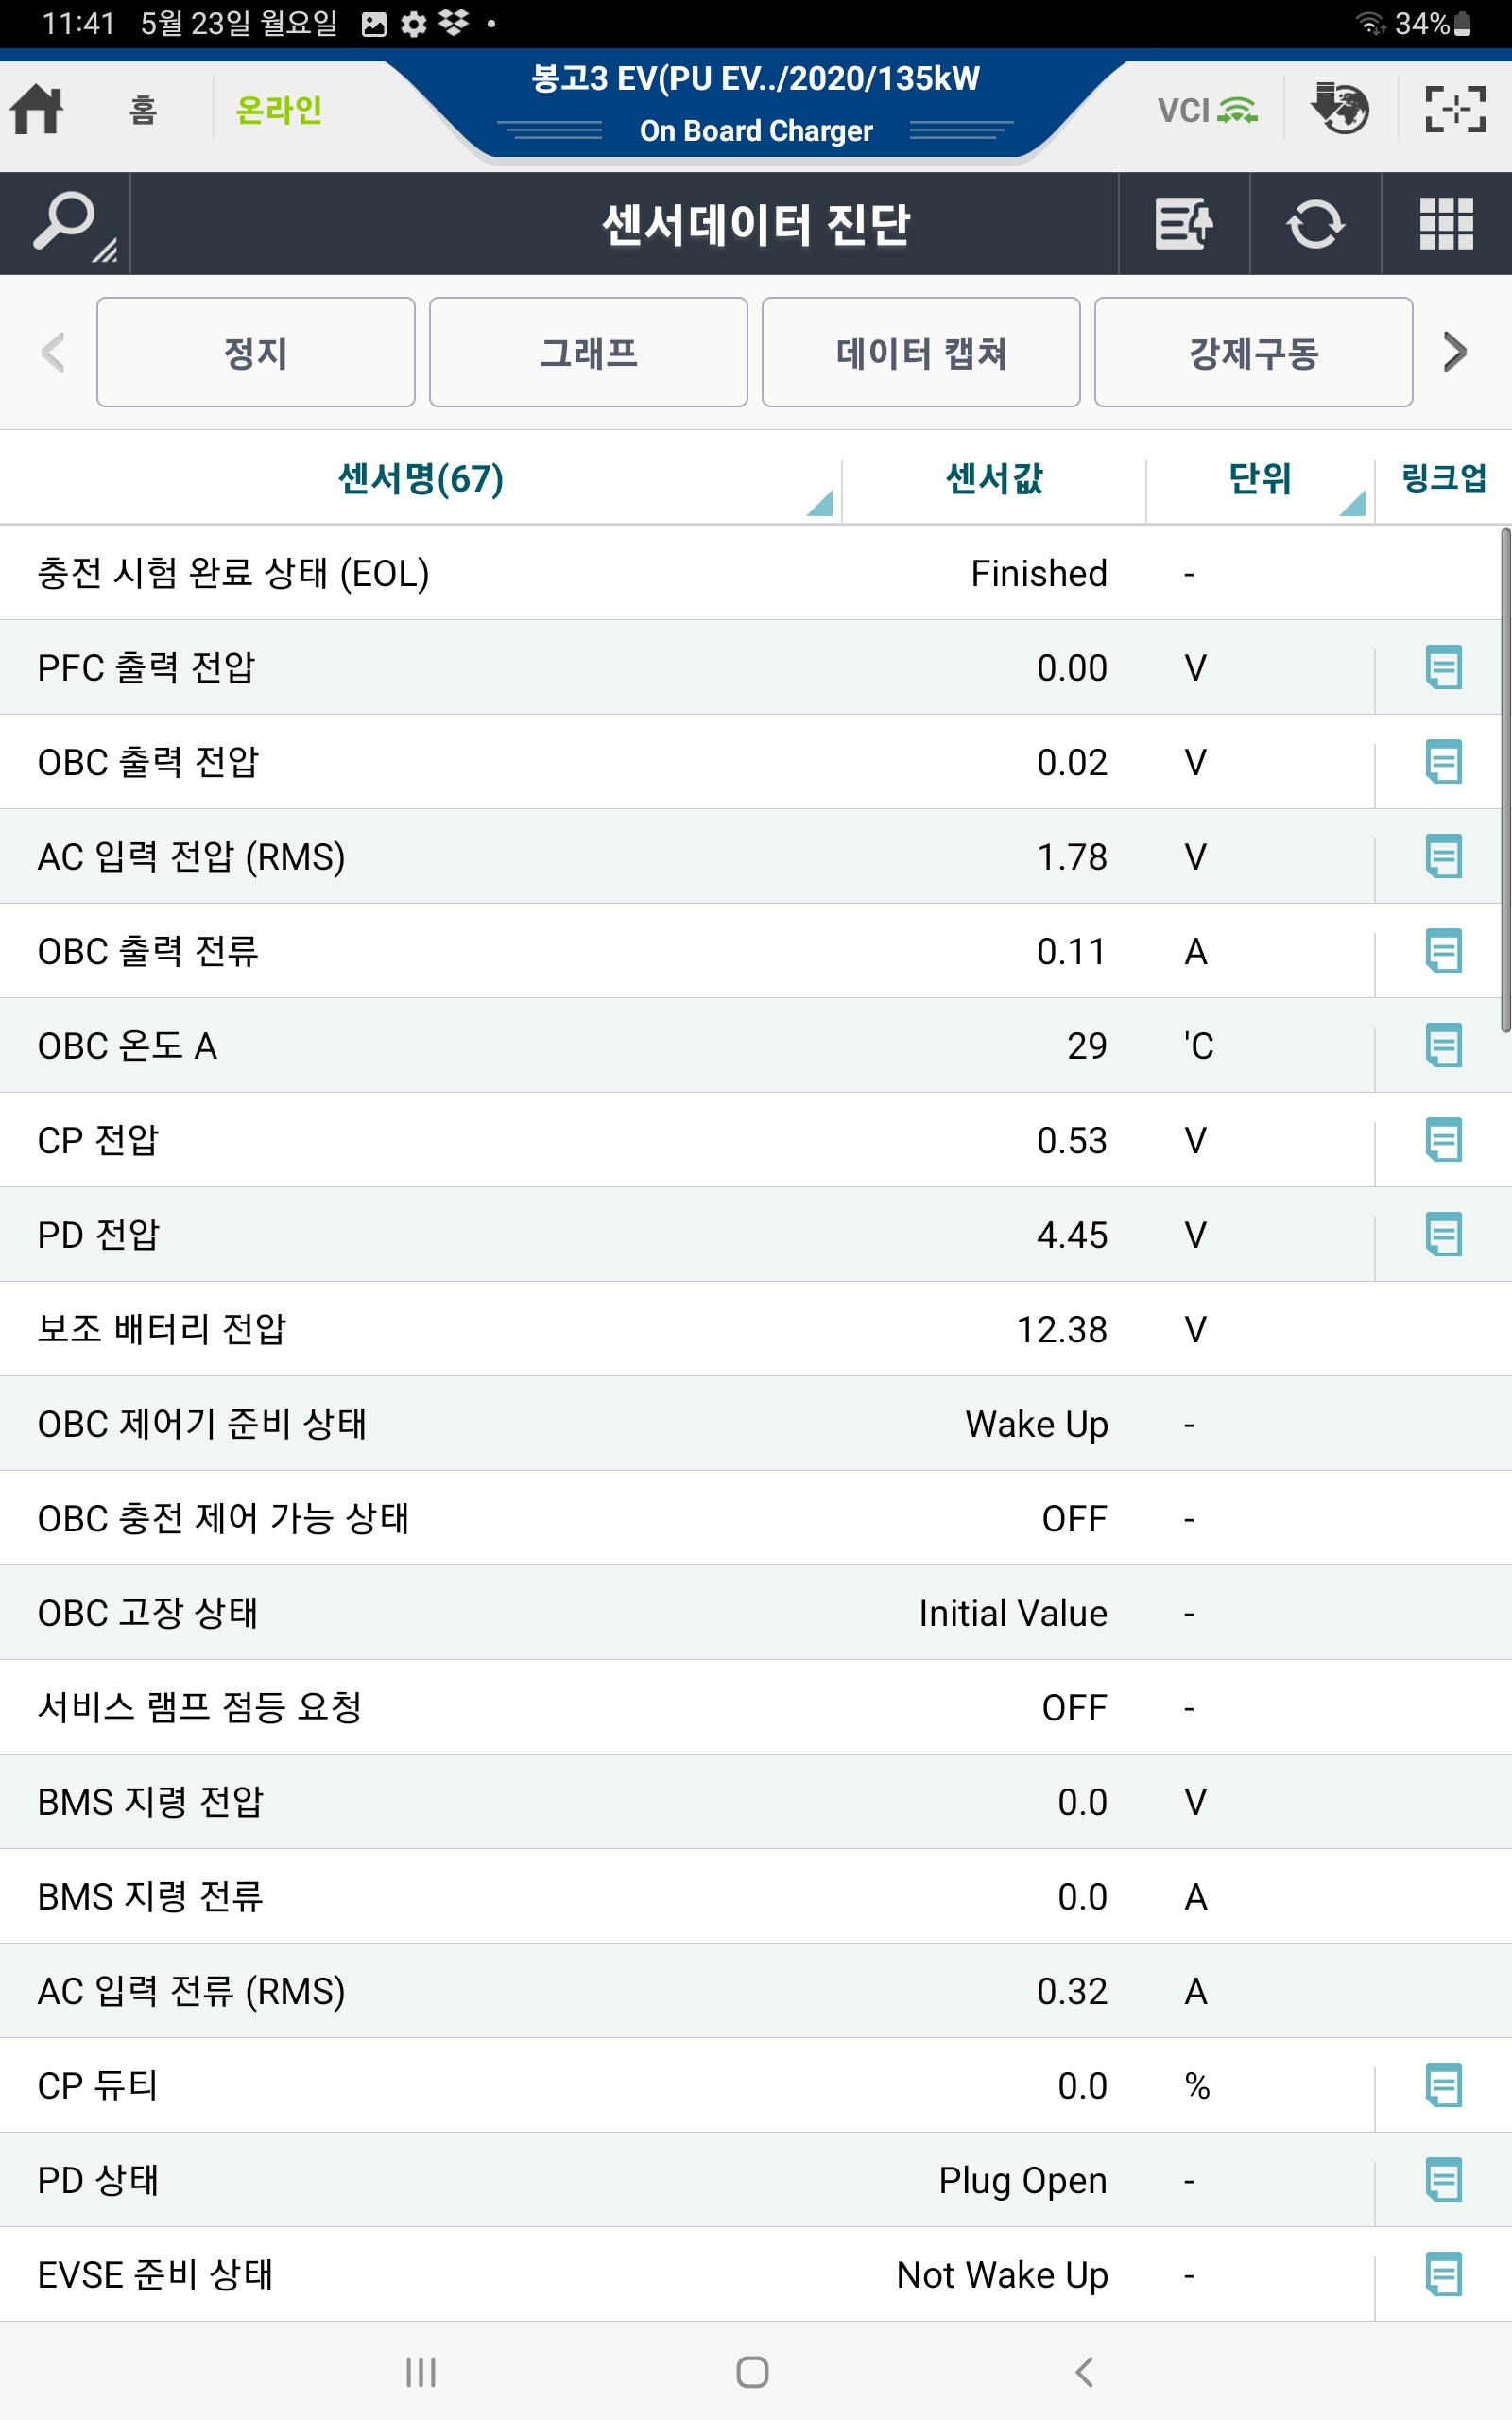 11:41 5월 23일 월요일 34%
홈 온라인 봉고3 EV(PU EV../2020/135kW VCI
On Board Charger
센서데이터 진단
정지 그래프 데이터 캡쳐 강제구동
센서명(67) 센서값 단위 링크업
충전 시험 완료 상태 (EOL) Finished -
PFC 출력 전압 0.00 V
OBC 출력 전압 0.02 V
AC 입력 전압 (RMS) 1.78 V
OBC 출력 전류 0.11 A
OBC 온도 A 29 'C
CP 전압 0.53 V
PD 전압 4.45 V
보조 배터리 전압 12.38 V
OBC 제어기 준비 상태 Wake Up -
OBC 충전 제어 가능 상태 OFF -
OBC 고장 상태 Initial Value -
서비스 램프 점등 요청 OFF -
BMS 지령 전압 0.0 V
BMS 지령 전류 0.0 A
AC 입력 전류 (RMS) 0.32 A
CP 듀티 0.0 %
PD 상태 Plug Open -
EVSE 준비 상태 Not Wake Up -